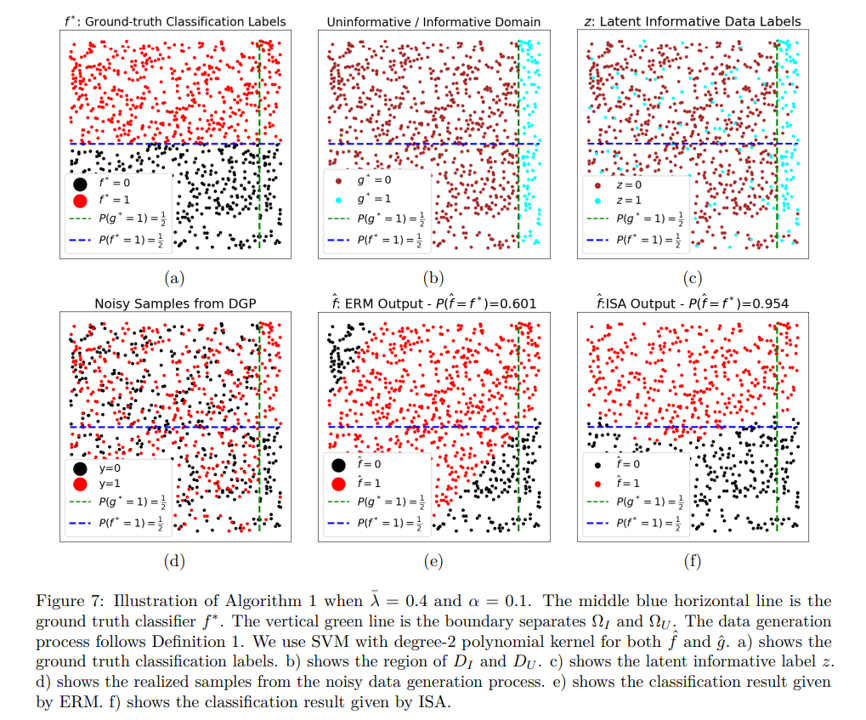 f*: Ground-truth Classification Labels
Uninformative / Informative Domain
z: Latent Informative Data Labels
f* = 0
f* = 1
P(g* = 1) = 1/2
P(f* = 1) = 1/2
g* = 0
g* = 1
P(g* = 1) = 1/2
P(f* = 1) = 1/2
z = 0
z = 1
P(g* = 1) = 1/2
P(f* = 1) = 1/2
(a)
(b)
(c)
Noisy Samples from DGP
f̂: ERM Output - P(f̂ = f*)=0.601
f̂:ISA Output - P(f̂ = f*)=0.954
y=0
y=1
P(g* = 1) = 1/2
P(f* = 1) = 1/2
f̂ = 0
f̂ = 1
P(g* = 1) = 1/2
P(f* = 1) = 1/2
f̂ = 0
f̂ = 1
P(g* = 1) = 1/2
P(f* = 1) = 1/2
(d)
(e)
(f)
Figure 7: Illustration of Algorithm 1 when λ̄ = 0.4 and α = 0.1. The middle blue horizontal line is the
ground truth classifier f*. The vertical green line is the boundary separates Ω_I and Ω_U. The data generation
process follows Definition 1. We use SVM with degree-2 polynomial kernel for both f̂ and ĝ. a) shows the
ground truth classification labels. b) shows the region of D_I and D_U. c) shows the latent informative label z.
d) shows the realized samples from the noisy data generation process. e) shows the classification result given
by ERM. f) shows the classification result given by ISA.